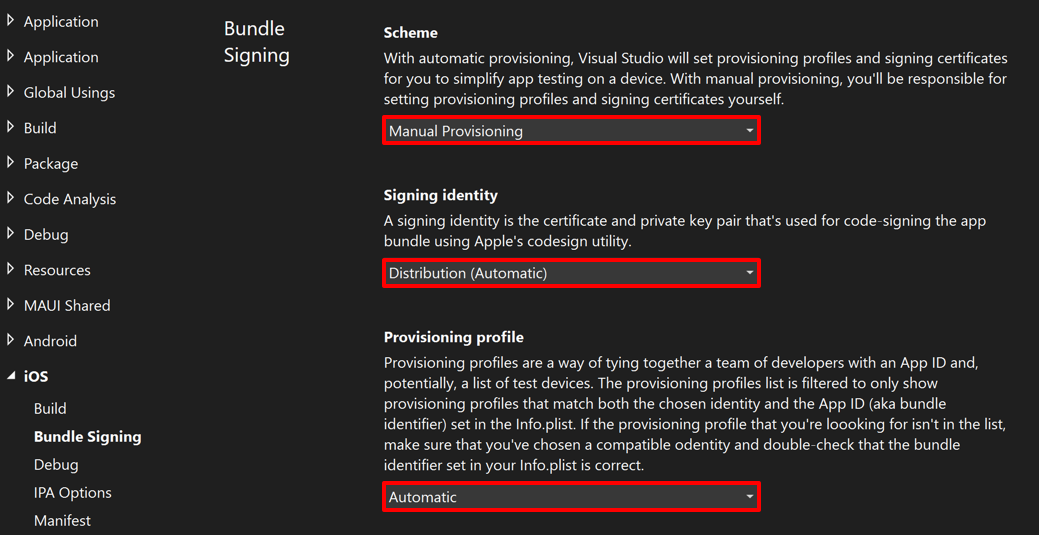 Application
Application
Global Usings
Build
Package
Code Analysis
Debug
Resources
MAUI Shared
Android
iOS
Build
Bundle Signing
Debug
IPA Options
Manifest
Bundle
Signing
Scheme
With automatic provisioning, Visual Studio will set provisioning profiles and signing certificates
for you to simplify app testing on a device. With manual provisioning, you'll be responsible for
setting provisioning profiles and signing certificates yourself.
Manual Provisioning
Signing identity
A signing identity is the certificate and private key pair that's used for code-signing the app
bundle using Apple's codesign utility.
Distribution (Automatic)
Provisioning profile
Provisioning profiles are a way of tying together a team of developers with an App ID and,
potentially, a list of test devices. The provisioning profiles list is filtered to only show
provisioning profiles that match both the chosen identity and the App ID (aka bundle
identifier) set in the Info.plist. If the provisioning profile that you're loooking for isn't in the list,
make sure that you've chosen a compatible odentity and double-check that the bundle
identifier set in your Info.plist is correct.
Automatic